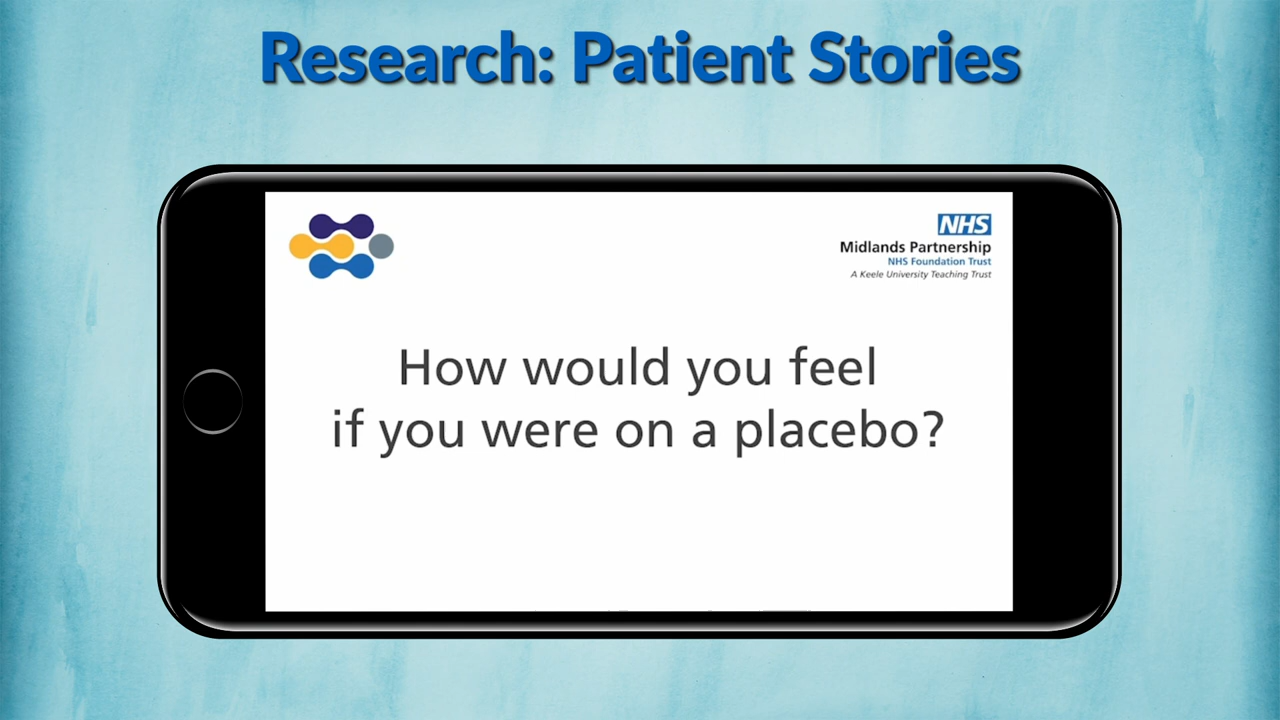 Research: Patient Stories
NHS
Midlands Partnership
NHS Foundation Trust
A Keele University Teaching Trust
How would you feel
if you were on a placebo?